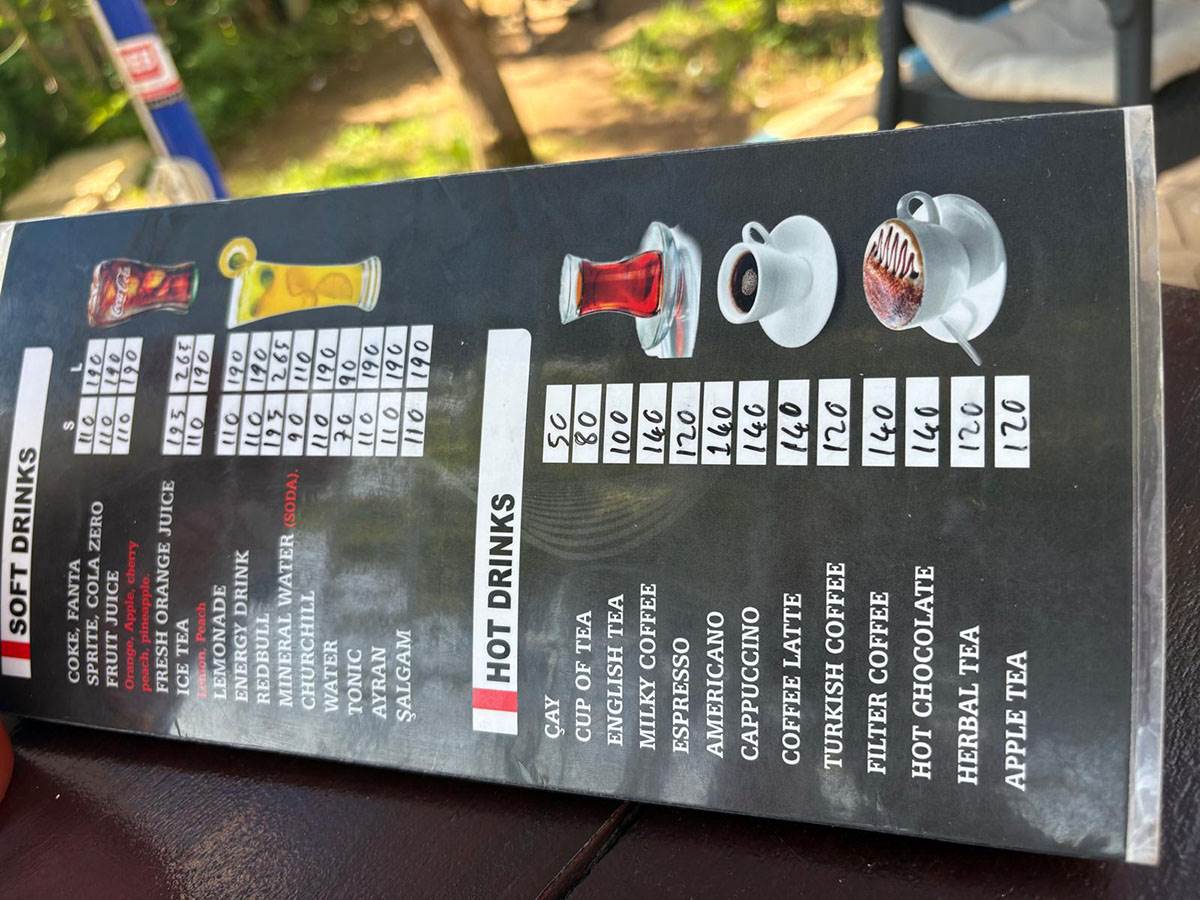 SOFT DRINKS
S L
COKE, FANTA 110 190
SPRITE, COLA ZERO 110 190
FRUIT JUICE 110 190
Orange, Apple, cherry
peach, pineapple.
FRESH ORANGE JUICE 195 265
ICE TEA 110 190
Lemon, Peach
LEMONADE 110 190
ENERGY DRINK 110 190
REDBULL 195 265
MINERAL WATER (SODA). 90 110
CHURCHILL 110 190
WATER 70 90
TONIC 110 190
AYRAN 110 190
ŞALGAM 110 190
Coca-Cola
HOT DRINKS
ÇAY 50
CUP OF TEA 80
ENGLISH TEA 100
MILKY COFFEE 140
ESPRESSO 120
AMERICANO 140
CAPPUCCINO 140
COFFEE LATTE 140
TURKISH COFFEE 120
FILTER COFFEE 140
HOT CHOCOLATE 140
HERBAL TEA 120
APPLE TEA 120